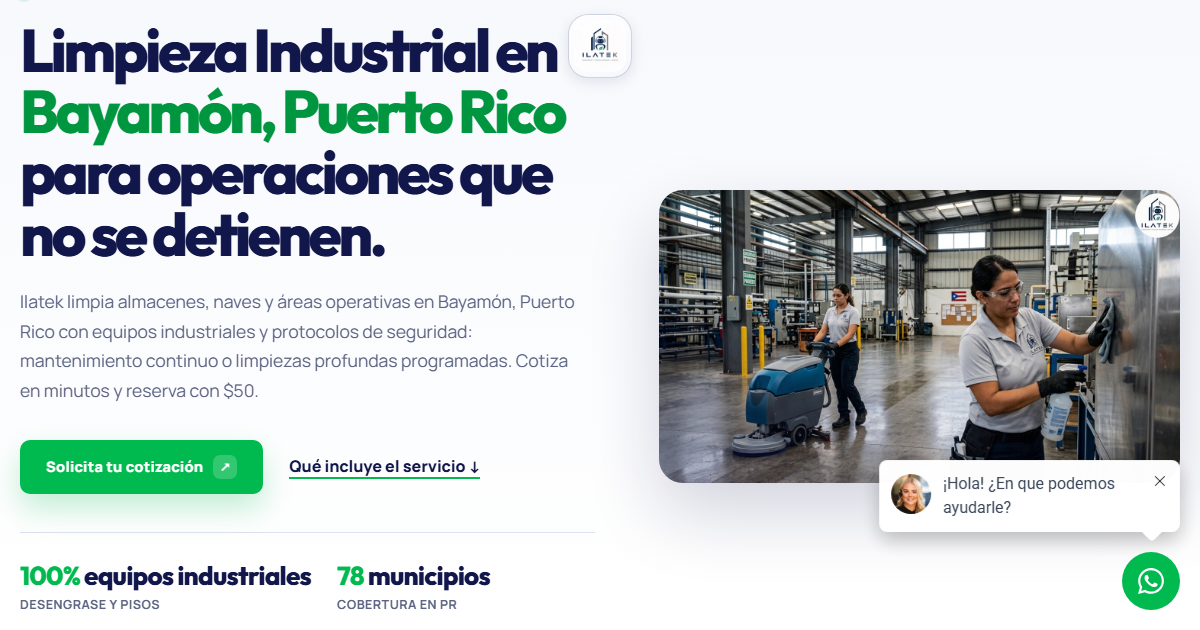 Limpieza Industrial en
ILATEK
Bayamón, Puerto Rico
para operaciones que
no se detienen.
Ilatek limpia almacenes, naves y áreas operativas en Bayamón, Puerto
Rico con equipos industriales y protocolos de seguridad:
mantenimiento continuo o limpiezas profundas programadas. Cotiza
en minutos y reserva con $50.
Solicita tu cotización ↗
Qué incluye el servicio ↓
100% equipos industriales
DESENGRASE Y PISOS
78 municipios
COBERTURA EN PR
ILATEK
¡Hola! ¿En que podemos
ayudarle?